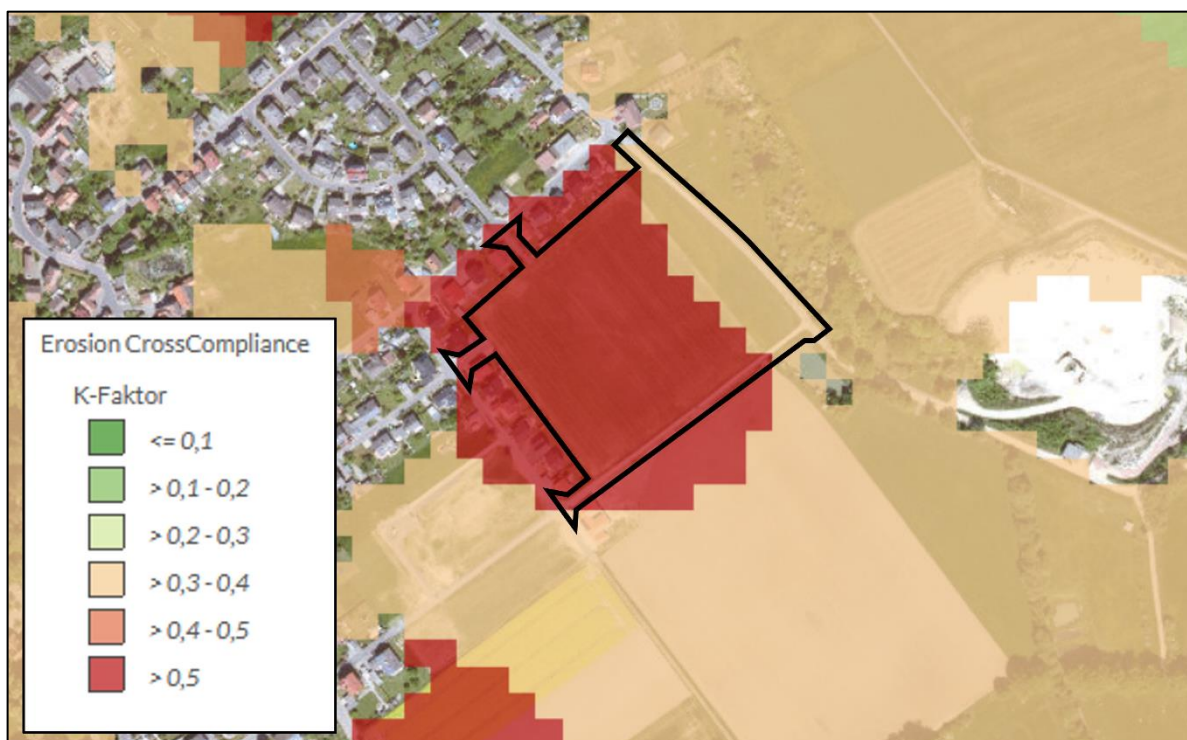 Erosion CrossCompliance
K-Faktor
<= 0,1
> 0,1 - 0,2
> 0,2 - 0,3
> 0,3 - 0,4
> 0,4 - 0,5
> 0,5